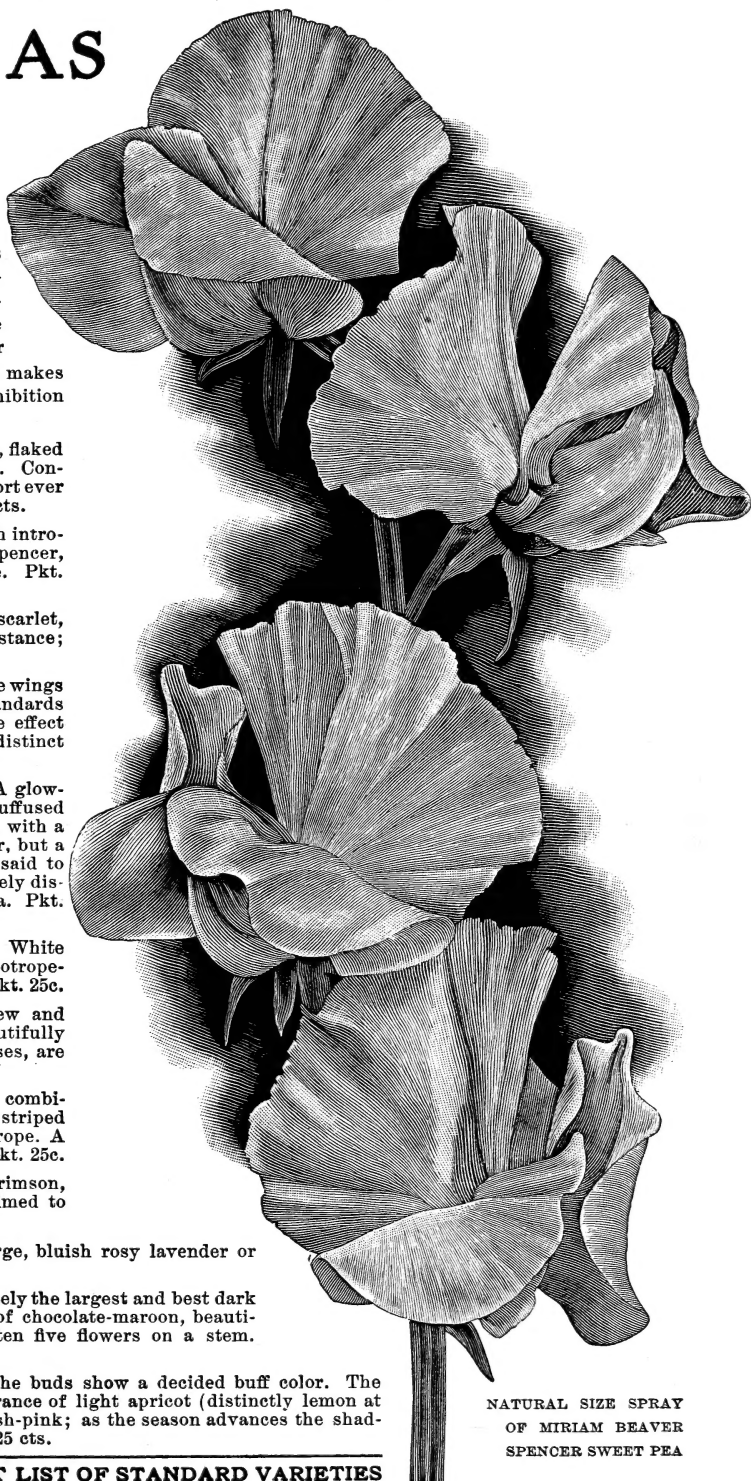 AS
makes
hibition
, flaked
. Con-
ort ever
cts.
n intro-
pencer,
e. Pkt.
scarlet,
stance;
e wings
ndards
e effect
distinct
A glow-
uffused
with a
r, but a
said to
ely dis-
a. Pkt.
White
otrope-
kt. 25c.
ew and
utifully
ses, are
combi-
striped
rope. A
kt. 25c.
rimson,
med to
rge, bluish rosy lavender or
ely the largest and best dark
of chocolate-maroon, beauti-
ten five flowers on a stem.
he buds show a decided buff color. The
rance of light apricot (distinctly lemon at
sh-pink; as the season advances the shad-
25 cts.
NATURAL SIZE SPRAY
OF MIRIAM BEAVER
SPENCER SWEET PEA
T LIST OF STANDARD VARIETIES